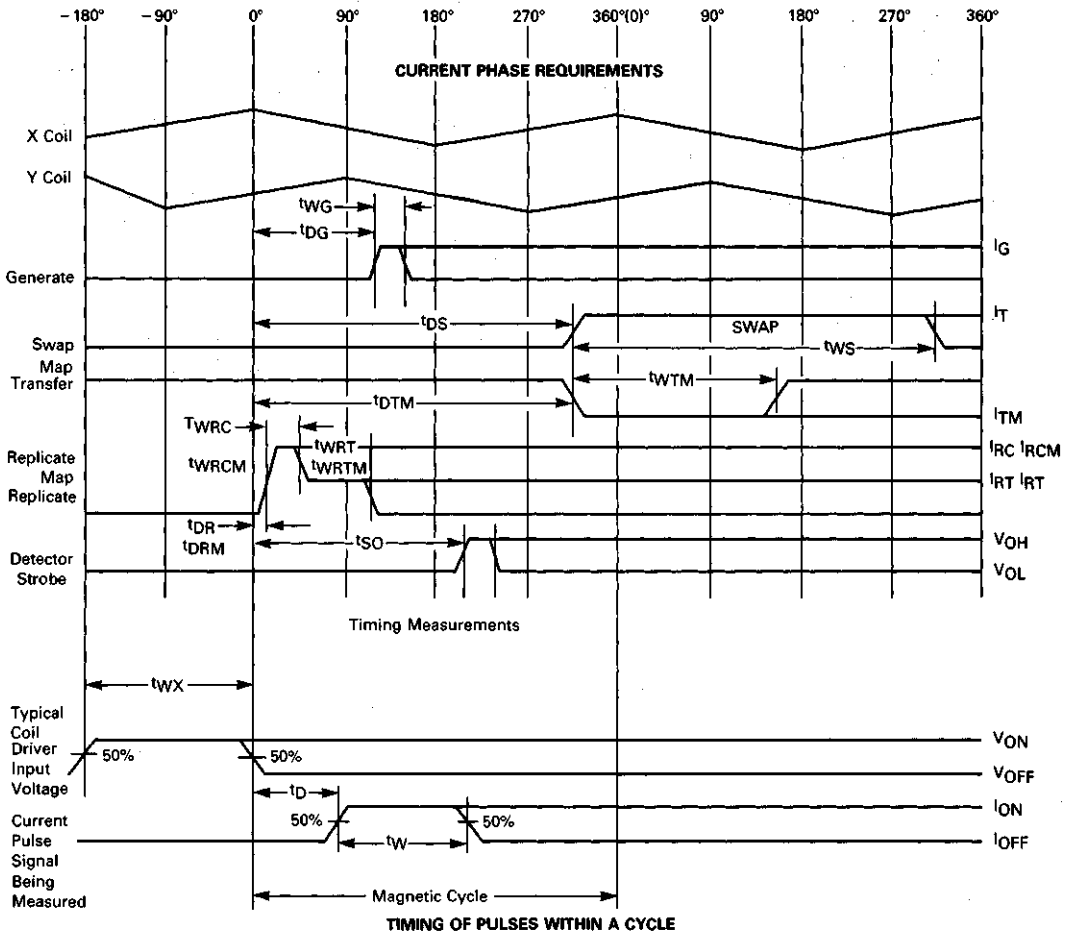 −180° −90° 0° 90° 180° 270° 360°(0) 90° 180° 270° 360°
CURRENT PHASE REQUIREMENTS
X Coil
Y Coil
tWG
tDG
IG
Generate
tDS
IT
SWAP
tWS
Swap
Map
Transfer
tWTM
tDTM
ITM
TWRC
tWRT
IRC IRCM
tWRCM
tWRTM
Replicate
Map
Replicate
IRT IRT
tDR
tDRM
tSO
VOH
Detector
Strobe
VOL
Timing Measurements
tWX
Typical
Coil
Driver
Input
Voltage
50%
50%
VON
VOFF
tD
ION
50%
50%
tW
IOFF
Current
Pulse
Signal
Being
Measured
Magnetic Cycle
TIMING OF PULSES WITHIN A CYCLE